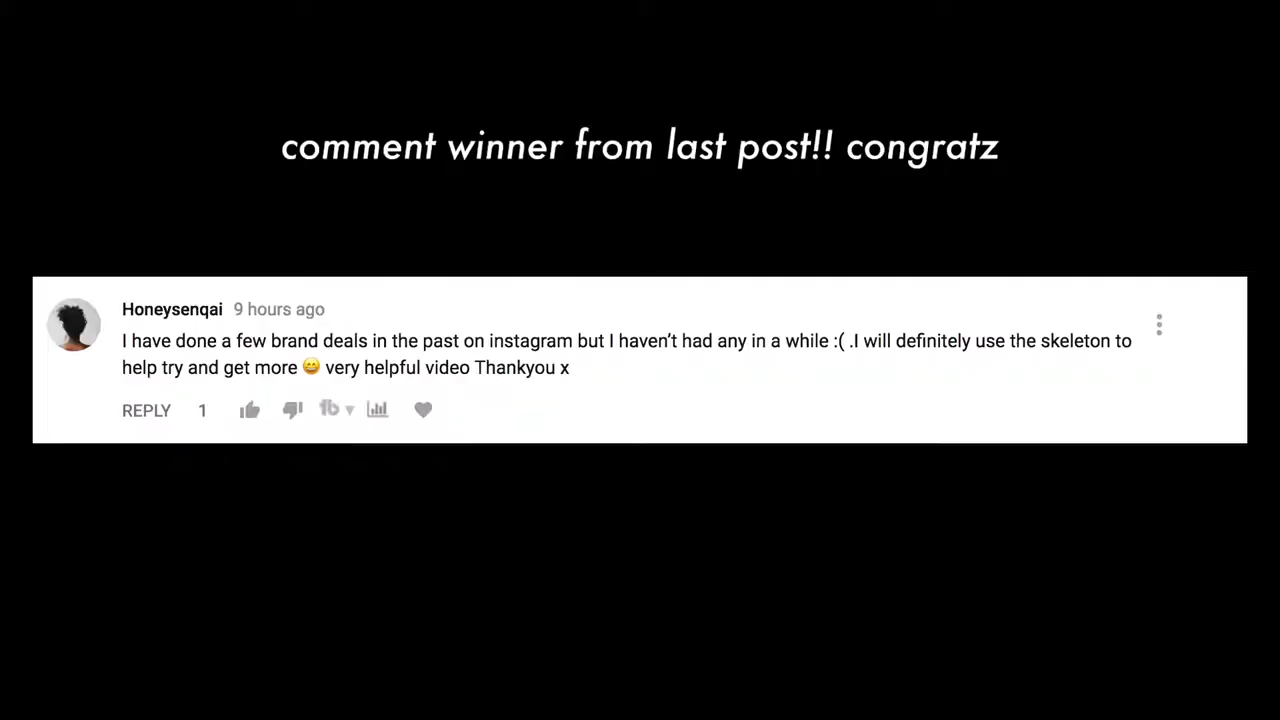 comment winner from last post!! congratz
Honeysenqai 9 hours ago
I have done a few brand deals in the past on instagram but I haven't had any in a while :( .I will definitely use the skeleton to
help try and get more 😄 very helpful video Thankyou x
REPLY 1 tb